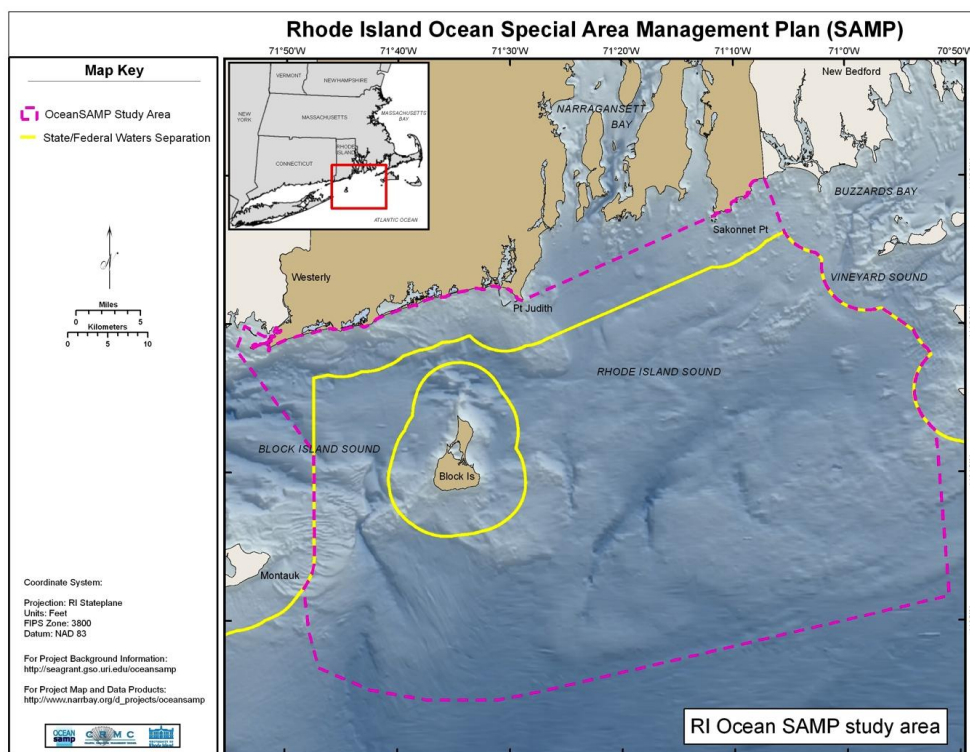 Rhode Island Ocean Special Area Management Plan (SAMP)
71°50'W 71°40'W 71°30'W 71°20'W 71°10'W 71°0'W
Map Key
OceanSAMP Study Area
State/Federal Waters Separation
N
Miles
0 5
Kilometers
0 5 10
Coordinate System:
Projection: RI Stateplane
Units: Feet
FIPS Zone: 3800
Datum: NAD 83
For Project Background Information:
http://seagrant.gso.uri.edu/oceansamp
For Project Map and Data Products:
http://www.narrbay.org/d_projects/oceansamp
OCEAN
samp
CRMC
VERMONT
NEW HAMPSHIRE
NEW
YORK
MASSACHUSETTS
MASSACHUSETTS
BAY
CONNECTICUT
RHODE
ISLAND
ATLANTIC OCEAN
NARRAGANSETT
BAY
New Bedford
BUZZARDS BAY
Sakonnet Pt
VINEYARD SOUND
Westerly
Pt Judith
RHODE ISLAND SOUND
BLOCK ISLAND SOUND
Block Is
Montauk
RI Ocean SAMP study area